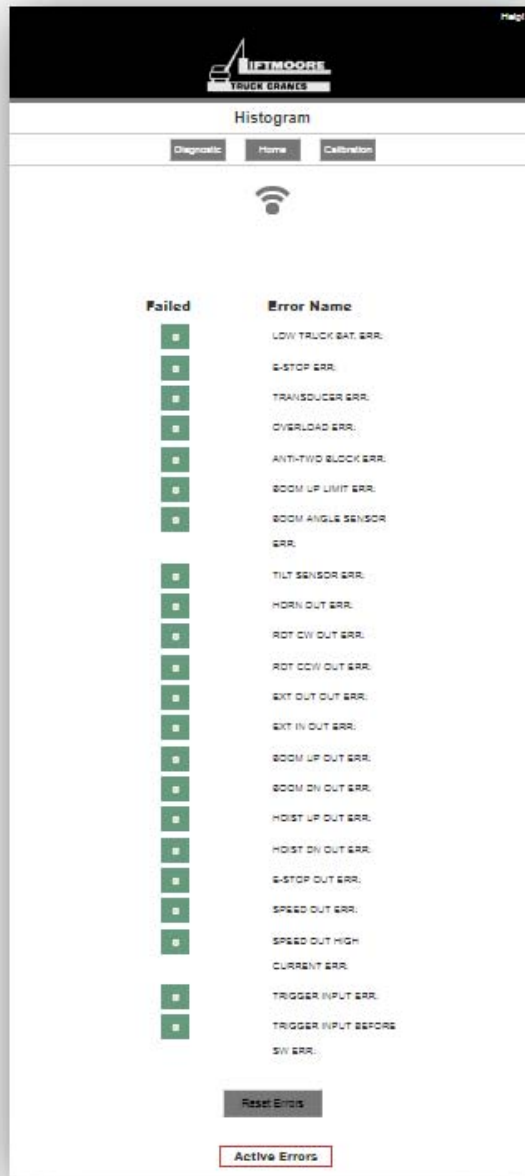 Help!
LIFTMOORE
TRUCK CRANES
Histogram
Diagnostic Home Calibration
Failed Error Name
LOW TRUCK BAT. ERR:
E-STOP ERR:
TRANSDUCER ERR:
OVERLOAD ERR:
ANTI-TWO BLOCK ERR:
BOOM UP LIMIT ERR:
BOOM ANGLE SENSOR
ERR:
TILT SENSOR ERR:
HORN OUT ERR:
ROT CW OUT ERR:
ROT CCW OUT ERR:
EXT OUT OUT ERR:
EXT IN OUT ERR:
BOOM UP OUT ERR:
BOOM DN OUT ERR:
HOIST UP OUT ERR:
HOIST DN OUT ERR:
E-STOP OUT ERR:
SPEED OUT ERR:
SPEED OUT HIGH
CURRENT ERR:
TRIGGER INPUT ERR:
TRIGGER INPUT BEFORE
SW ERR:
Reset Errors
Active Errors